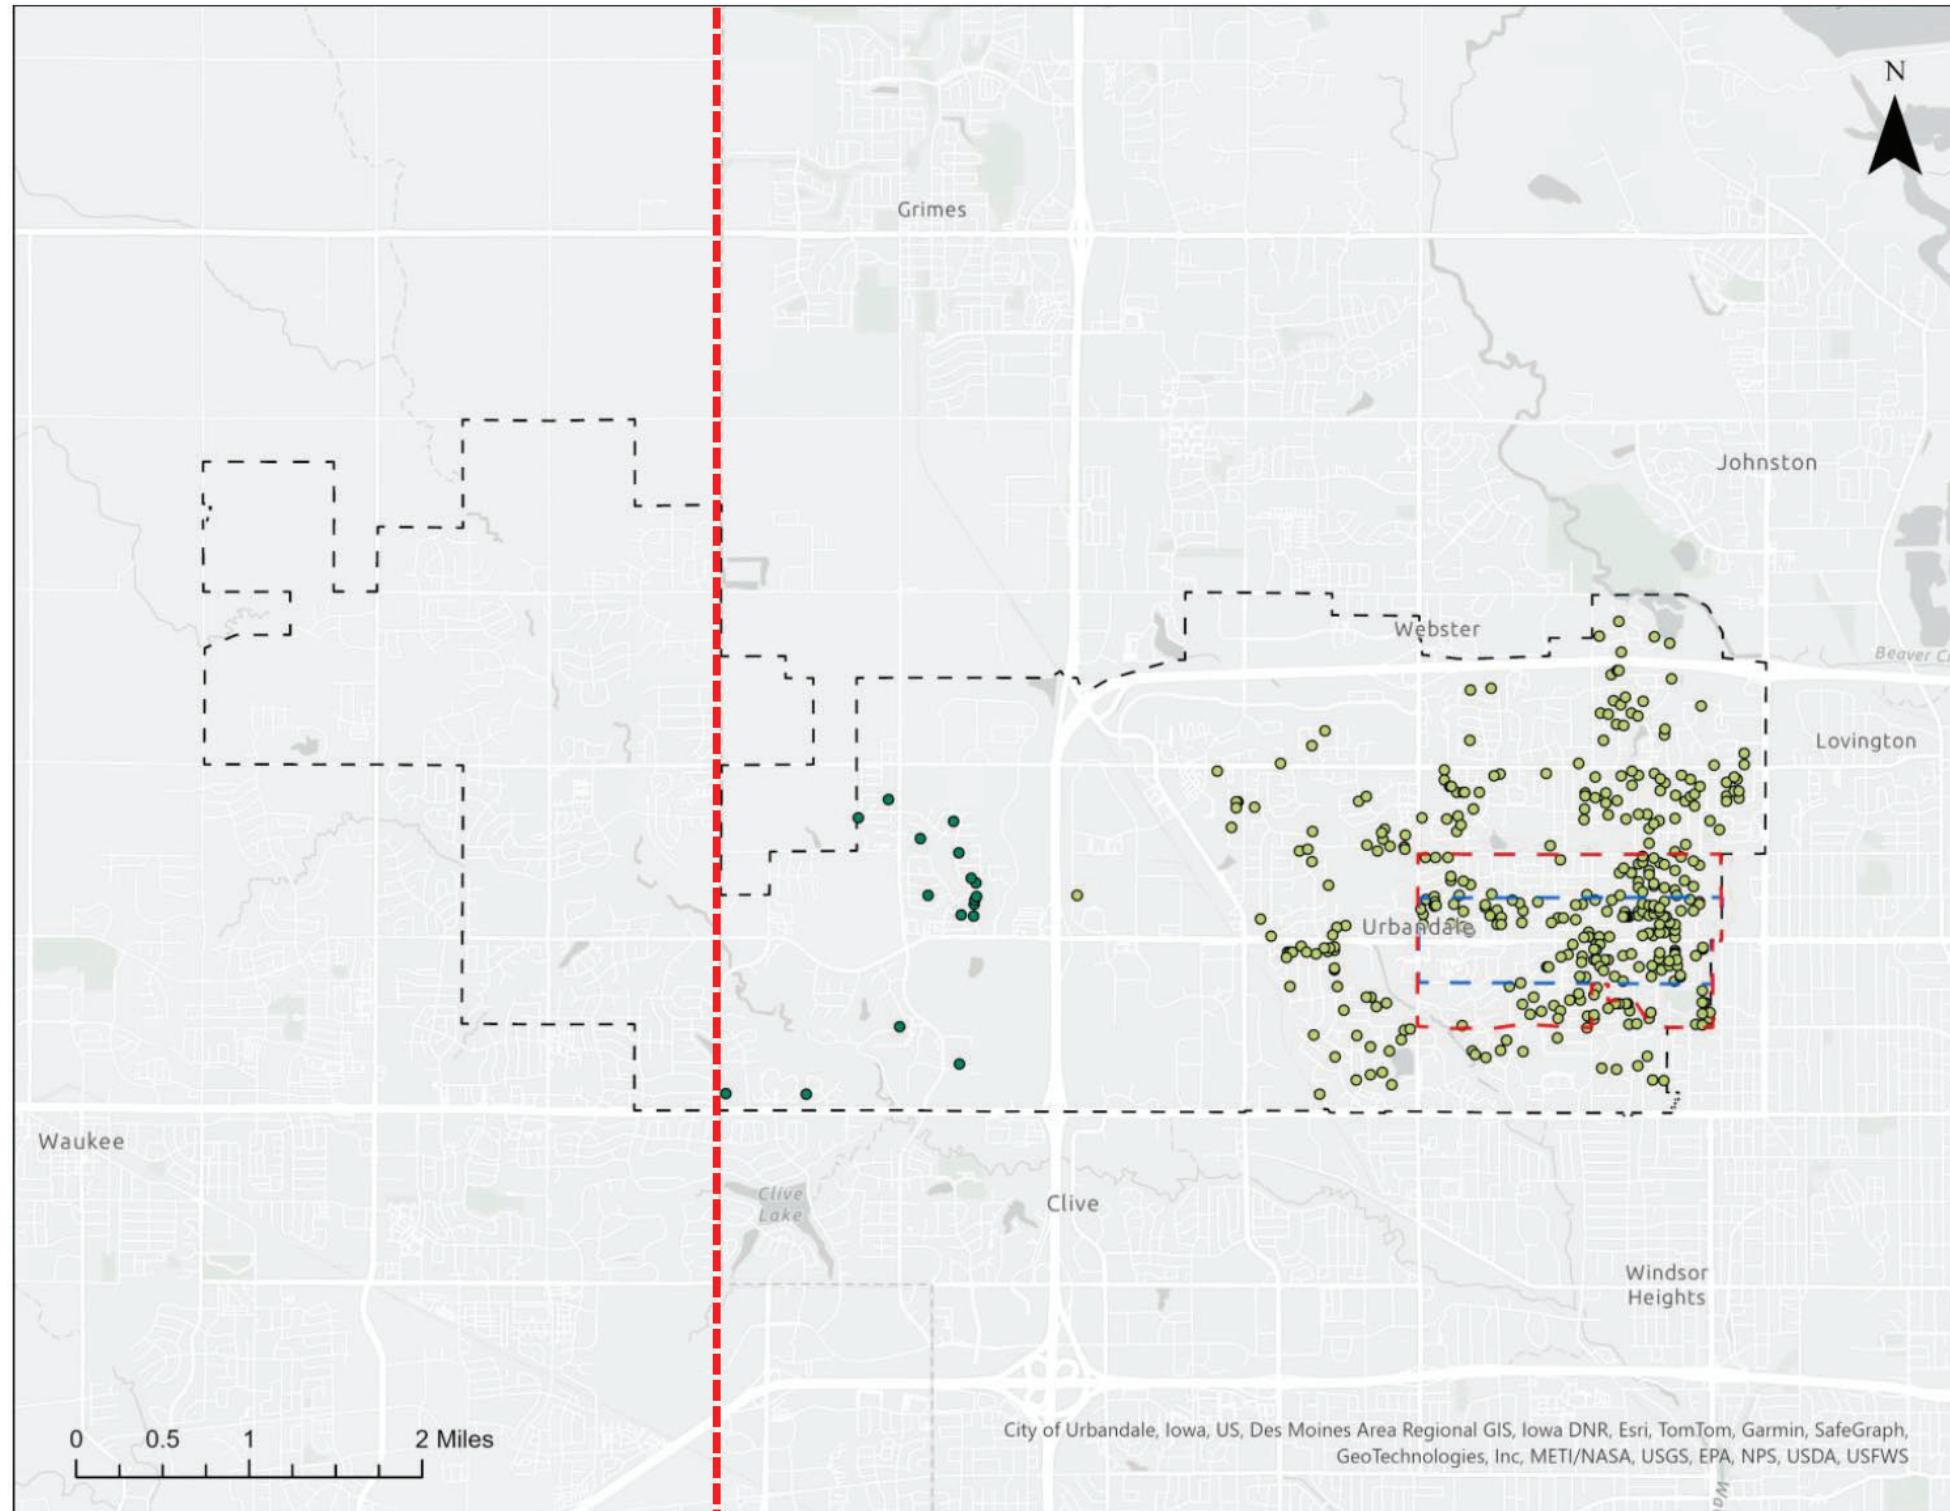 N
Grimes
Johnston
Webster
Beaver
Lovington
Urbandale
Waukee
Clive
Lake
Clive
Windsor
Heights
0 0.5 1 2 Miles
City of Urbandale, Iowa, US, Des Moines Area Regional GIS, Iowa DNR, Esri, TomTom, Garmin, SafeGraph,
GeoTechnologies, Inc, METI/NASA, USGS, EPA, NPS, USDA, USFWS